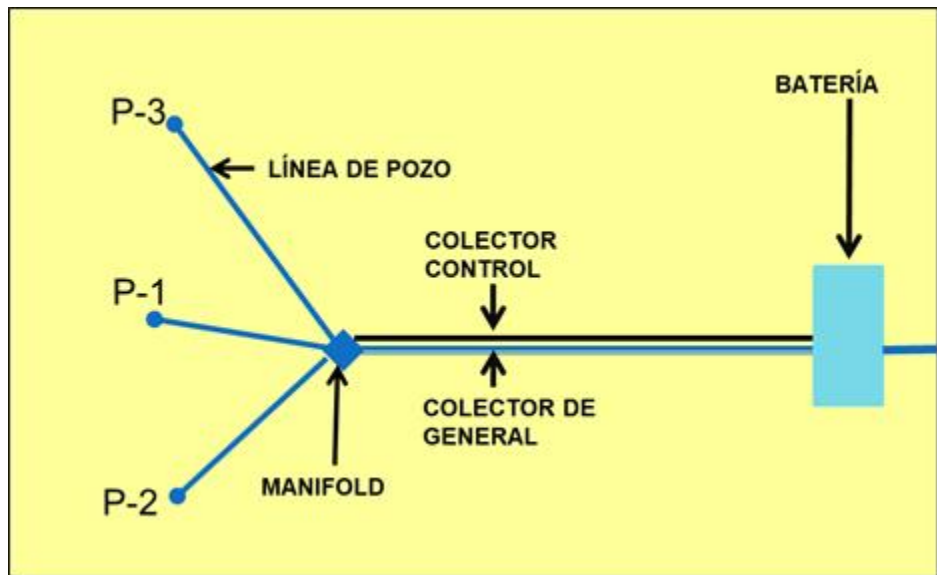 BATERÍA
P-3
LÍNEA DE POZO
COLECTOR
CONTROL
P-1
COLECTOR DE
GENERAL
MANIFOLD
P-2